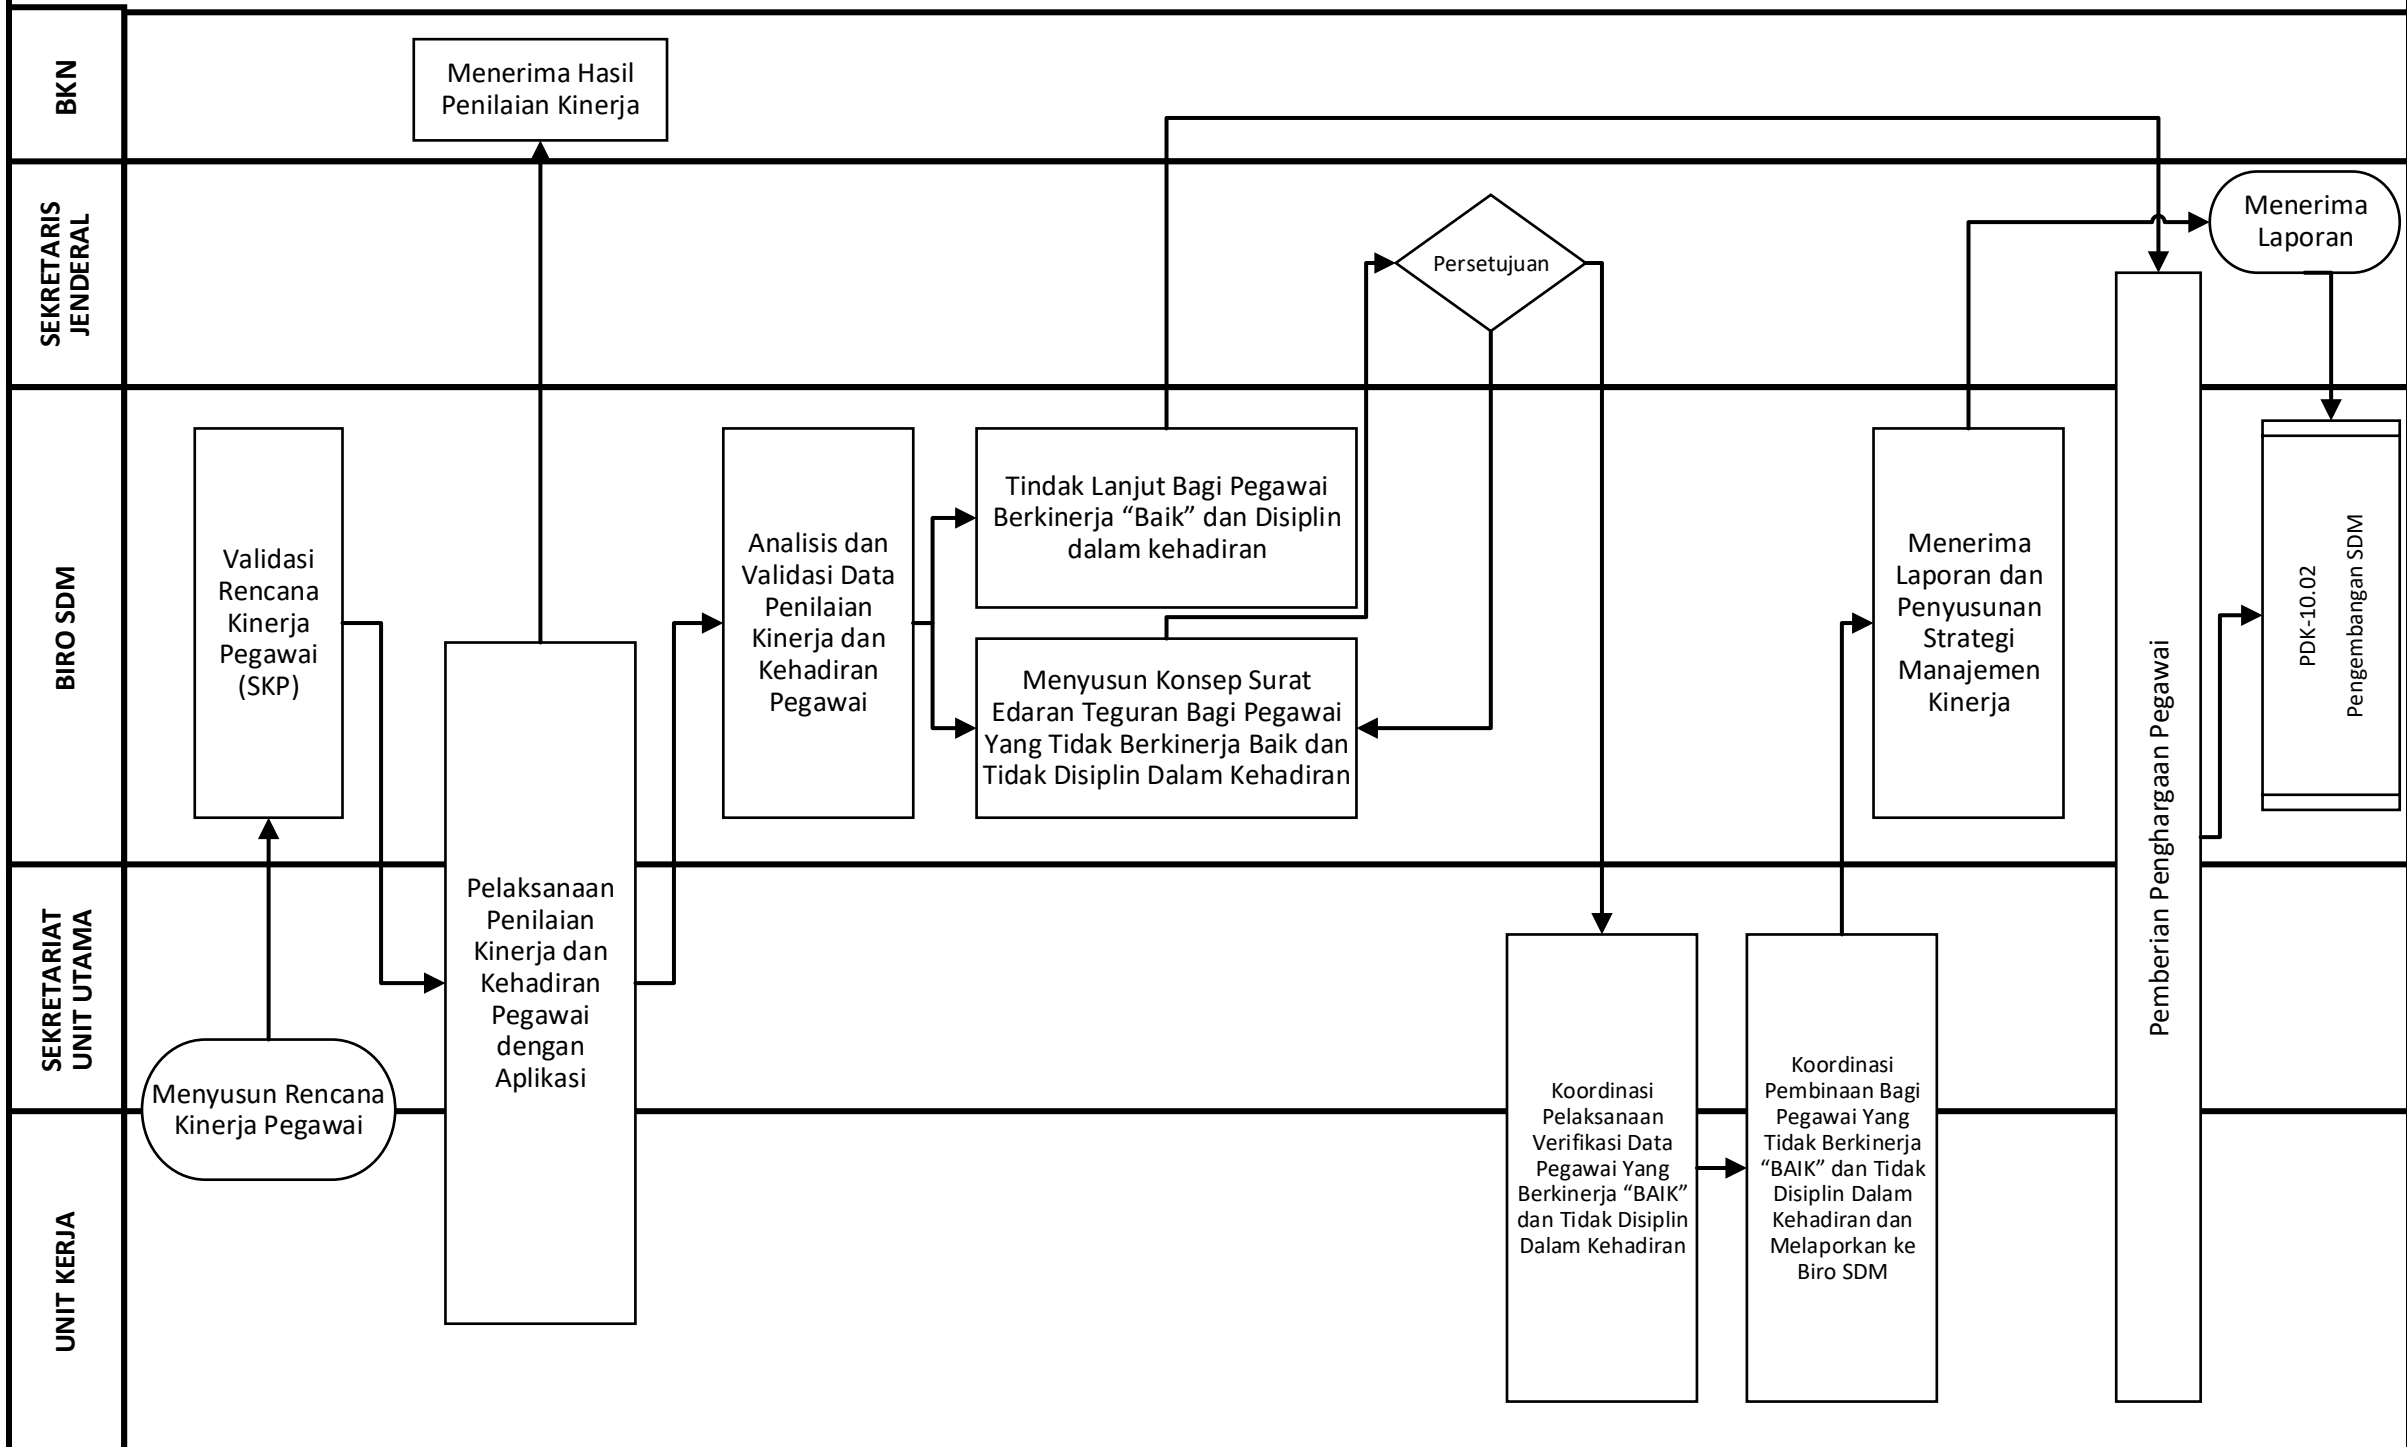 BKN
SEKRETARIS
JENDERAL
BIRO SDM
SEKRETARIAT
UNIT UTAMA
UNIT KERJA
Menyusun Rencana
Kinerja Pegawai
Validasi
Rencana
Kinerja
Pegawai
(SKP)
Pelaksanaan
Penilaian
Kinerja dan
Kehadiran
Pegawai
dengan
Aplikasi
Menerima Hasil
Penilaian Kinerja
Analisis dan
Validasi Data
Penilaian
Kinerja dan
Kehadiran
Pegawai
Tindak Lanjut Bagi Pegawai
Berkinerja “Baik” dan Disiplin
dalam kehadiran
Menyusun Konsep Surat
Edaran Teguran Bagi Pegawai
Yang Tidak Berkinerja Baik dan
Tidak Disiplin Dalam Kehadiran
Persetujuan
Koordinasi
Pelaksanaan
Verifikasi Data
Pegawai Yang
Berkinerja “BAIK”
dan Tidak Disiplin
Dalam Kehadiran
Koordinasi
Pembinaan Bagi
Pegawai Yang
Tidak Berkinerja
“BAIK” dan Tidak
Disiplin Dalam
Kehadiran dan
Melaporkan ke
Biro SDM
Menerima
Laporan dan
Penyusunan
Strategi
Manajemen
Kinerja
Pemberian Penghargaan Pegawai
Menerima
Laporan
PDK-10.02
Pengembangan SDM